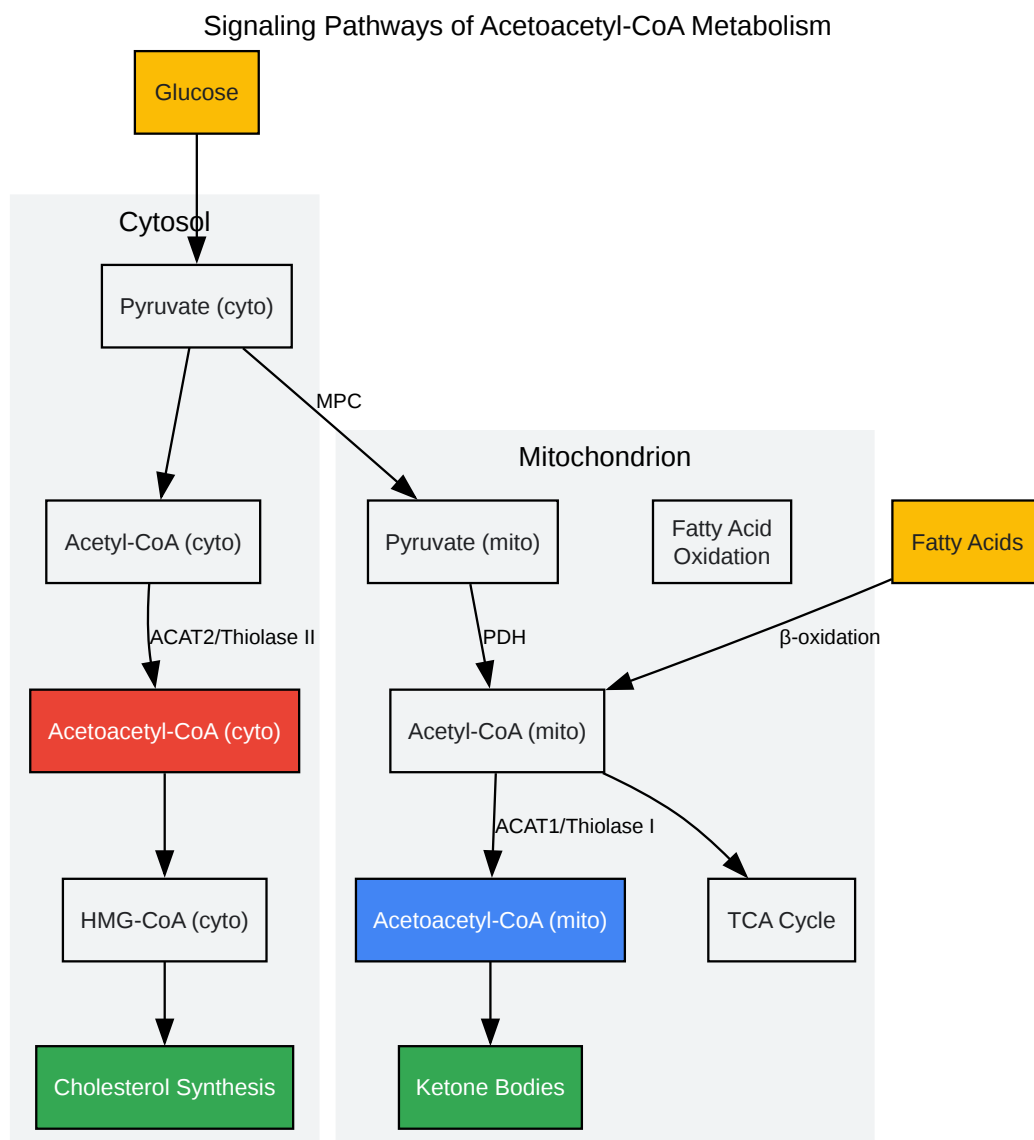 Signaling Pathways of Acetoacetyl-CoA Metabolism
Glucose
Cytosol
Pyruvate (cyto)
MPC
Mitochondrion
Acetyl-CoA (cyto)
Pyruvate (mito)
Fatty Acid
Oxidation
Fatty Acids
ACAT2/Thiolase II
PDH
β-oxidation
Acetoacetyl-CoA (cyto)
Acetyl-CoA (mito)
ACAT1/Thiolase I
HMG-CoA (cyto)
Acetoacetyl-CoA (mito)
TCA Cycle
Cholesterol Synthesis
Ketone Bodies